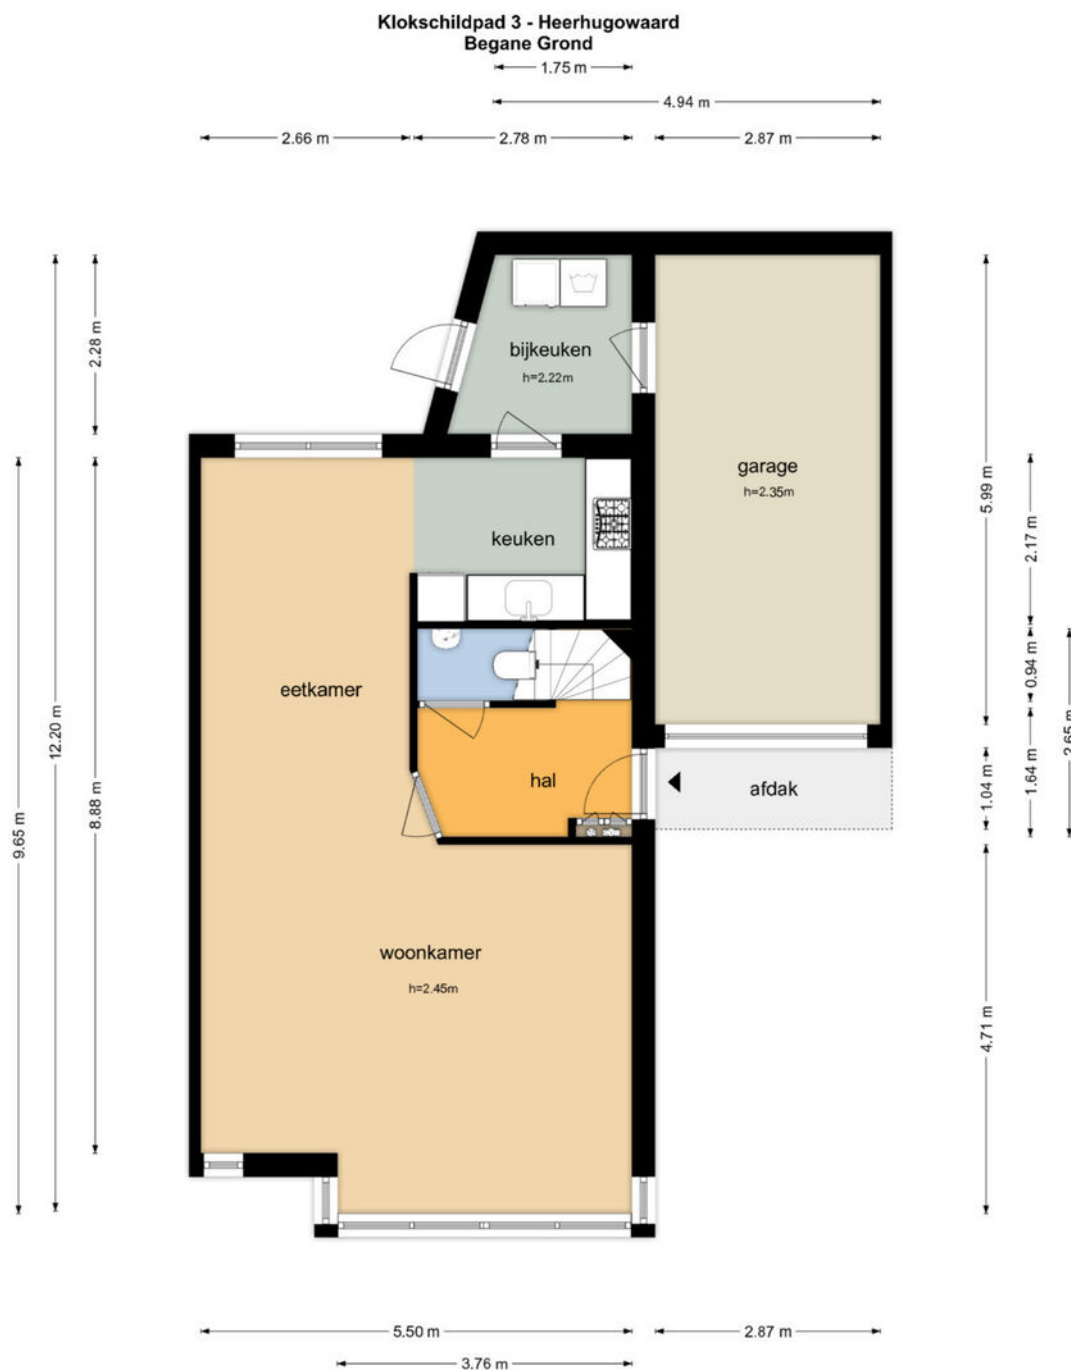 Klokschildpad 3 - Heerhugowaard
Begane Grond
1.75 m
4.94 m
2.66 m
2.78 m
2.87 m
2.28 m
12.20 m
9.65 m
8.88 m
bijkeuken
h=2.22m
garage
h=2.35m
keuken
eetkamer
hal
afdak
woonkamer
h=2.45m
5.99 m
2.17 m
0.94 m
2.65 m
1.64 m
1.04 m
4.71 m
5.50 m
2.87 m
3.76 m